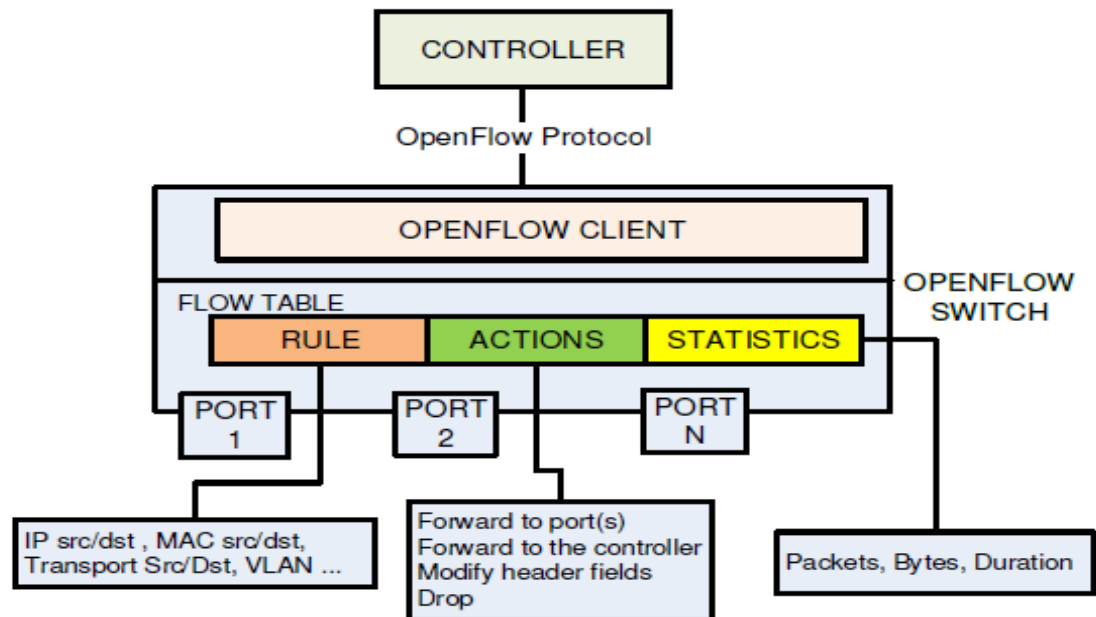 CONTROLLER
OpenFlow Protocol
OPENFLOW CLIENT
OPENFLOW
SWITCH
FLOW TABLE
RULE
ACTIONS
STATISTICS
PORT
1
PORT
2
PORT
N
IP src/dst , MAC src/dst,
Transport Src/Dst, VLAN ...
Forward to port(s)
Forward to the controller
Modify header fields
Drop
Packets, Bytes, Duration